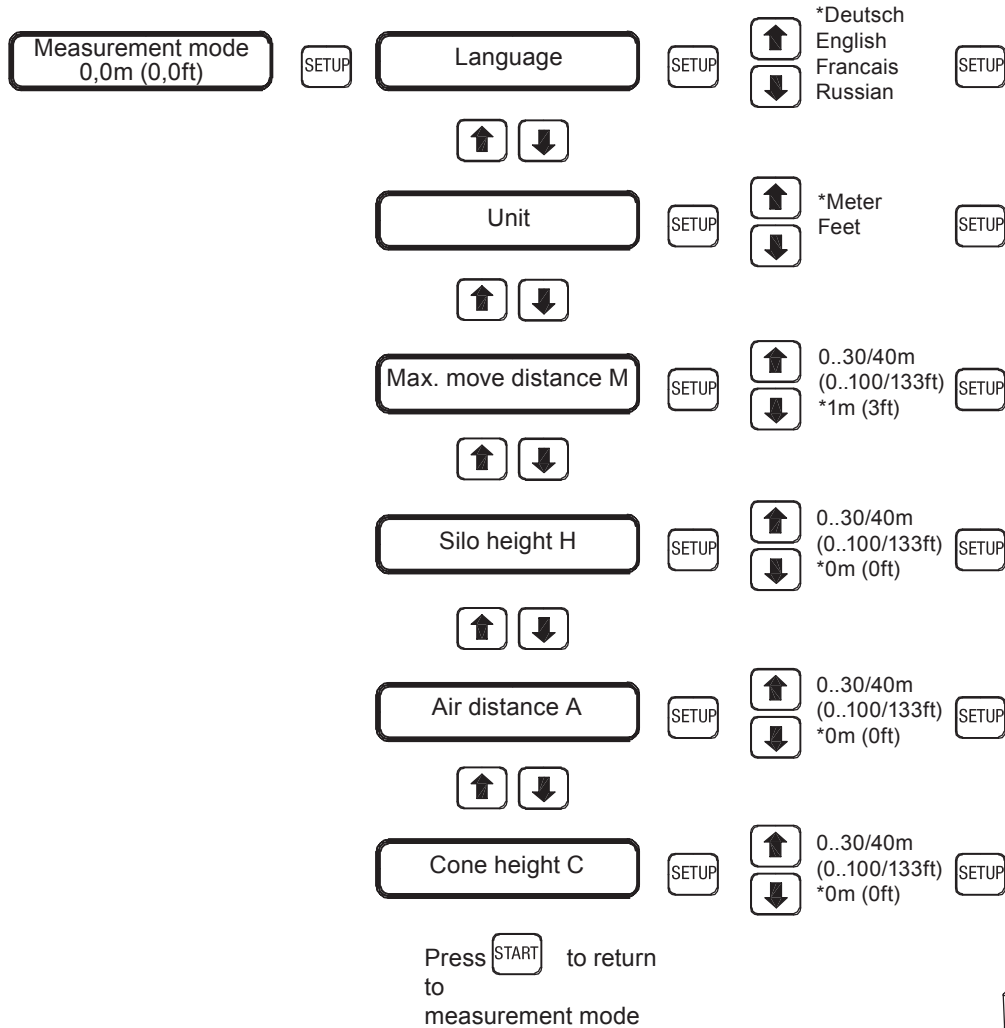 Measurement mode
0,0m (0,0ft)
SETUP
Language
SETUP
*Deutsch
English
Francais
Russian
SETUP
Unit
SETUP
*Meter
Feet
SETUP
Max. move distance M
SETUP
0..30/40m
(0..100/133ft)
*1m (3ft)
SETUP
Silo height H
SETUP
0..30/40m
(0..100/133ft)
*0m (0ft)
SETUP
Air distance A
SETUP
0..30/40m
(0..100/133ft)
*0m (0ft)
SETUP
Cone height C
SETUP
0..30/40m
(0..100/133ft)
*0m (0ft)
SETUP
Press START to return
to
measurement mode